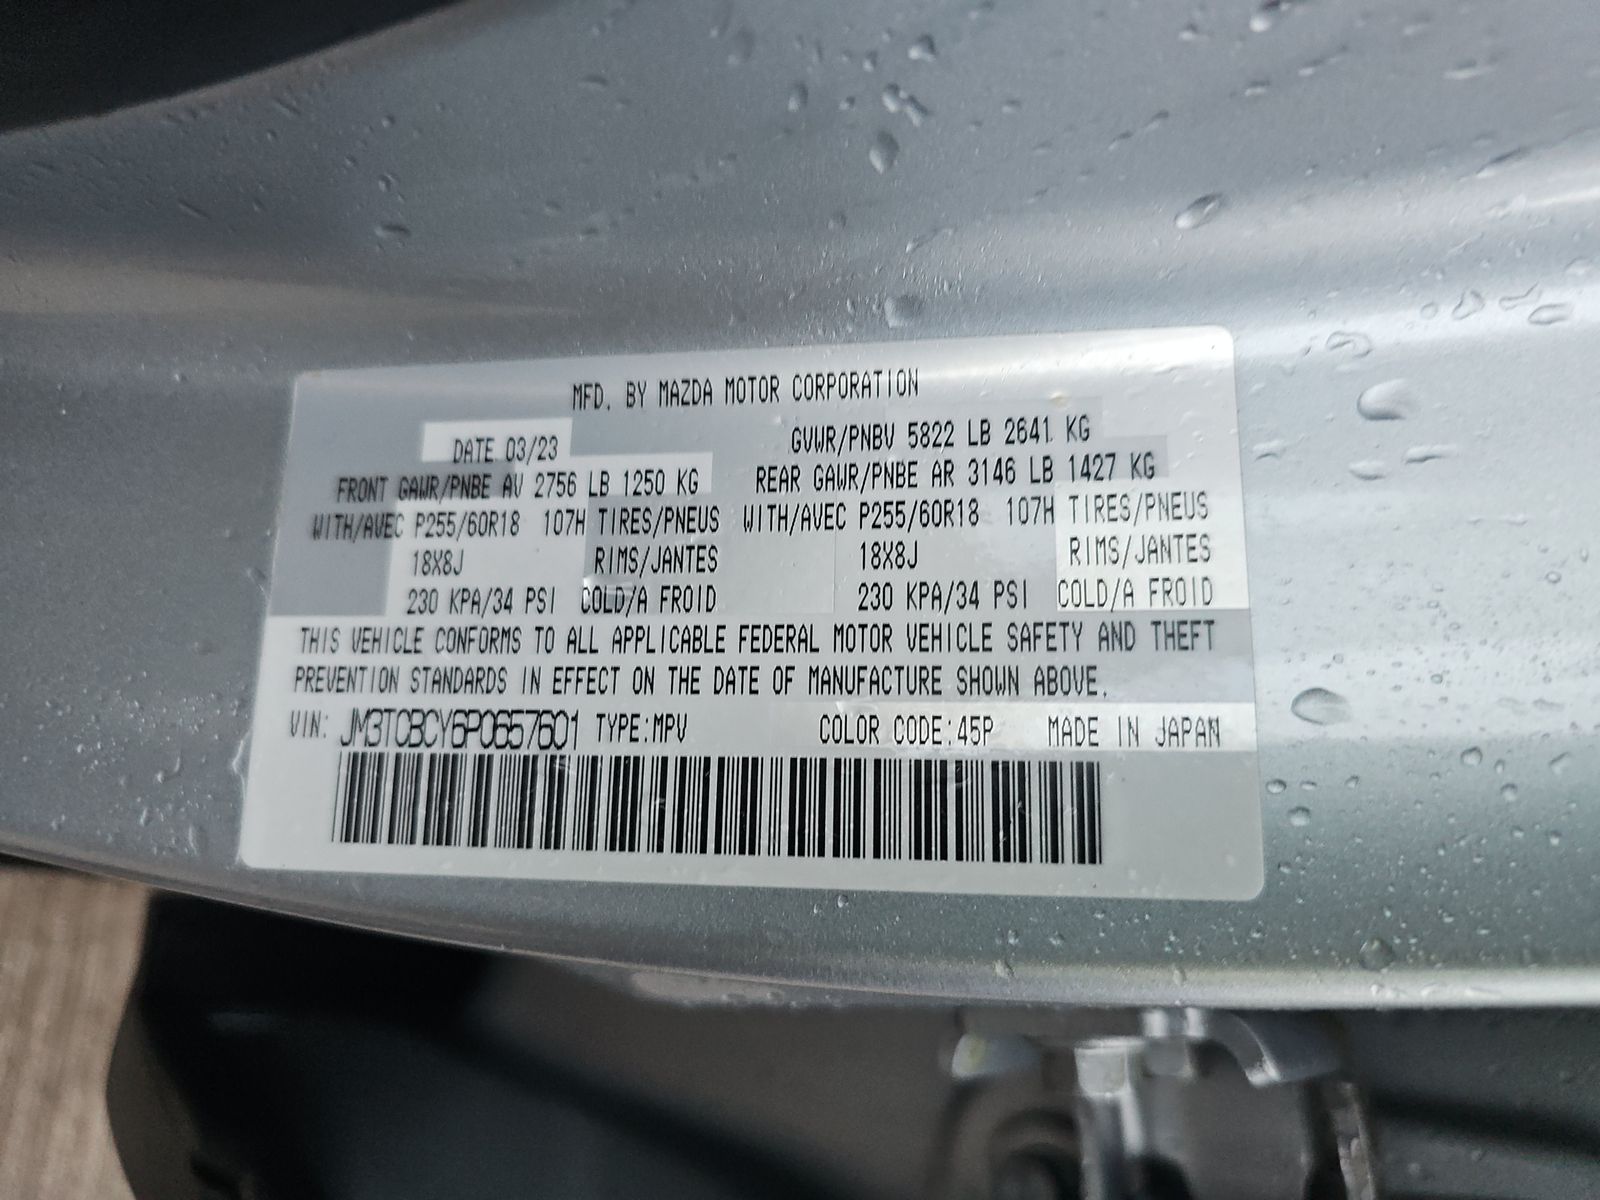 MFD. BY MAZDA MOTOR CORPORATION
DATE 03/23 GVWR/PNBV 5822 LB 2641 KG
FRONT GAWR/PNBE AV 2756 LB 1250 KG REAR GAWR/PNBE AR 3146 LB 1427 KG
WITH/AVEC P255/60R18 107H TIRES/PNEUS WITH/AVEC P255/60R18 107H TIRES/PNEUS
18X8J RIMS/JANTES 18X8J RIMS/JANTES
230 KPA/34 PSI COLD/A FROID 230 KPA/34 PSI COLD/A FROID
THIS VEHICLE CONFORMS TO ALL APPLICABLE FEDERAL MOTOR VEHICLE SAFETY AND THEFT
PREVENTION STANDARDS IN EFFECT ON THE DATE OF MANUFACTURE SHOWN ABOVE.
VIN: JM3TCBCY6P0657601 TYPE:MPV COLOR CODE:45P MADE IN JAPAN